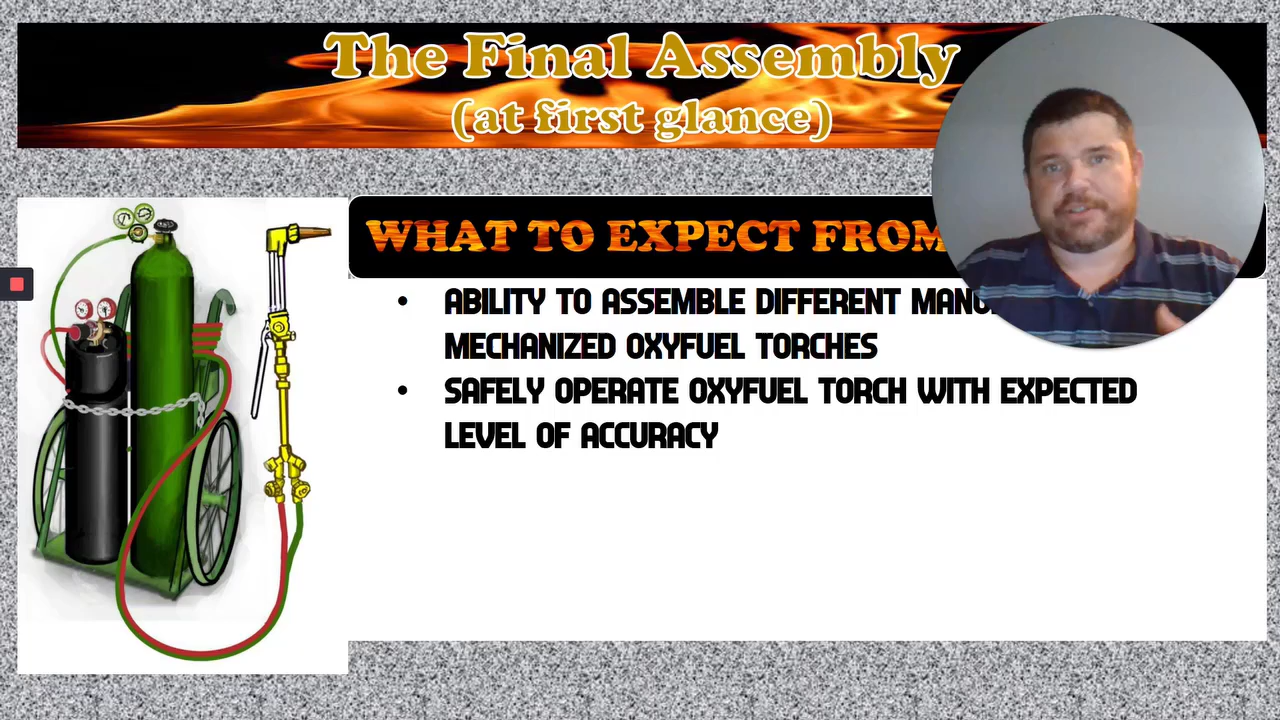 The Final Assembly
(at first glance)
WHAT TO EXPECT FROM
• ABILITY TO ASSEMBLE DIFFERENT
MECHANIZED OXYFUEL TORCHES
• SAFELY OPERATE OXYFUEL TORCH WITH EXPECTED
LEVEL OF ACCURACY